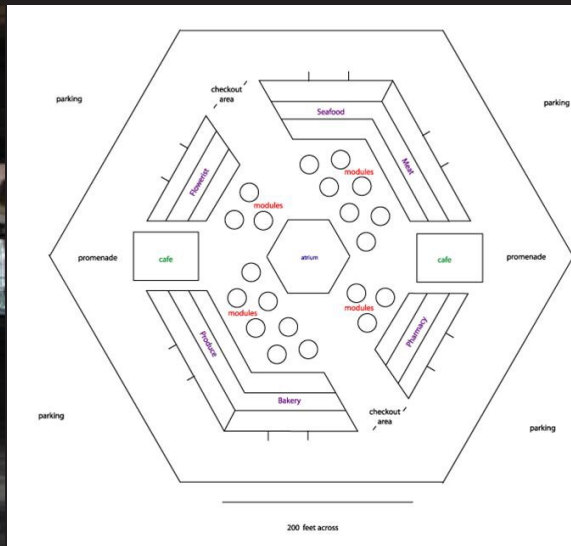 checkout
area
parking
parking
Seafood
Flowerist
Meat
modules
modules
promenade
cafe
atrium
cafe
promenade
modules
modules
Produce
Pharmacy
Bakery
checkout
area
parking
parking
200 feet across